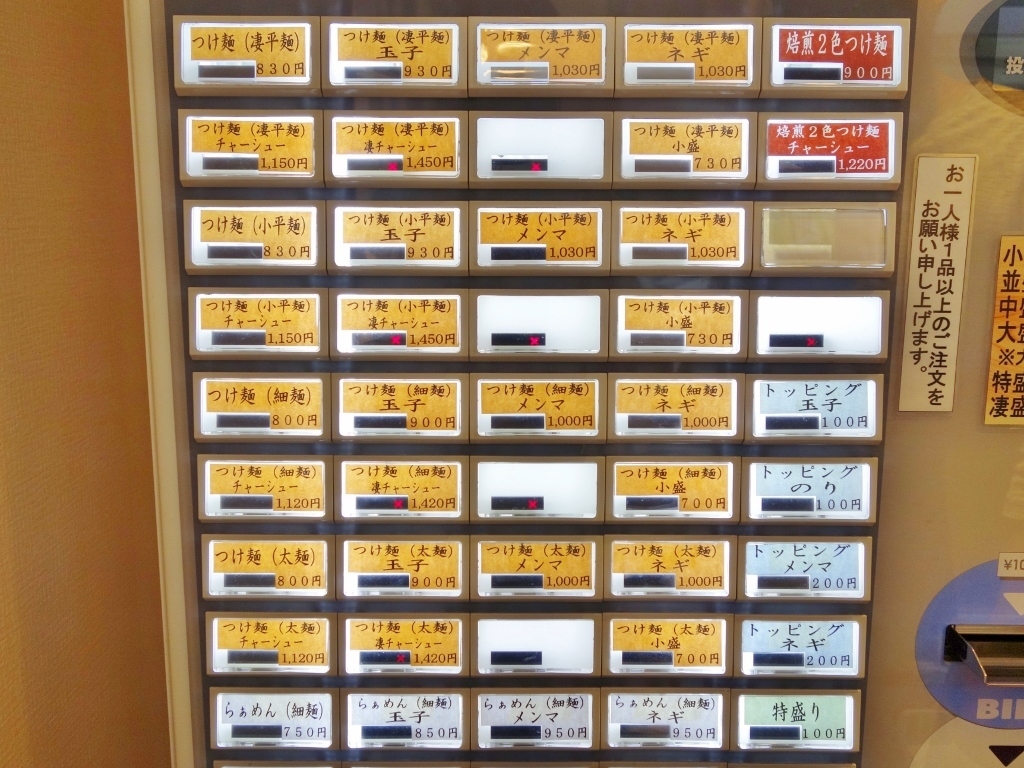 つけ麺（凄平麺）
830円
つけ麺（凄平麺）
玉子
930円
つけ麺（凄平麺）
メンマ
1,030円
つけ麺（凄平麺）
ネギ
1,030円
焙煎2色つけ麺
900円
つけ麺（凄平麺）
チャーシュー
1,150円
つけ麺（凄平麺）
凄チャーシュー
1,450円
つけ麺（凄平麺）
小盛
730円
焙煎2色つけ麺
チャーシュー
1,220円
つけ麺（小平麺）
830円
つけ麺（小平麺）
玉子
930円
つけ麺（小平麺）
メンマ
1,030円
つけ麺（小平麺）
ネギ
1,030円
つけ麺（小平麺）
チャーシュー
1,150円
つけ麺（小平麺）
凄チャーシュー
1,450円
つけ麺（小平麺）
小盛
730円
つけ麺（細麺）
800円
つけ麺（細麺）
玉子
900円
つけ麺（細麺）
メンマ
1,000円
つけ麺（細麺）
ネギ
1,000円
トッピング
玉子
100円
つけ麺（細麺）
チャーシュー
1,120円
つけ麺（細麺）
凄チャーシュー
1,420円
つけ麺（細麺）
小盛
700円
トッピング
のり
100円
つけ麺（太麺）
800円
つけ麺（太麺）
玉子
900円
つけ麺（太麺）
メンマ
1,000円
つけ麺（太麺）
ネギ
1,000円
トッピング
メンマ
200円
つけ麺（太麺）
チャーシュー
1,120円
つけ麺（太麺）
凄チャーシュー
1,420円
つけ麺（太麺）
小盛
700円
トッピング
ネギ
200円
らぁめん（細麺）
750円
らぁめん（細麺）
玉子
850円
らぁめん（細麺）
メンマ
950円
らぁめん（細麺）
ネギ
950円
特盛り
100円
お一人様1品以上のご注文を
お願い申し上げます。
投
小
並
中
大
※
特盛
凄盛